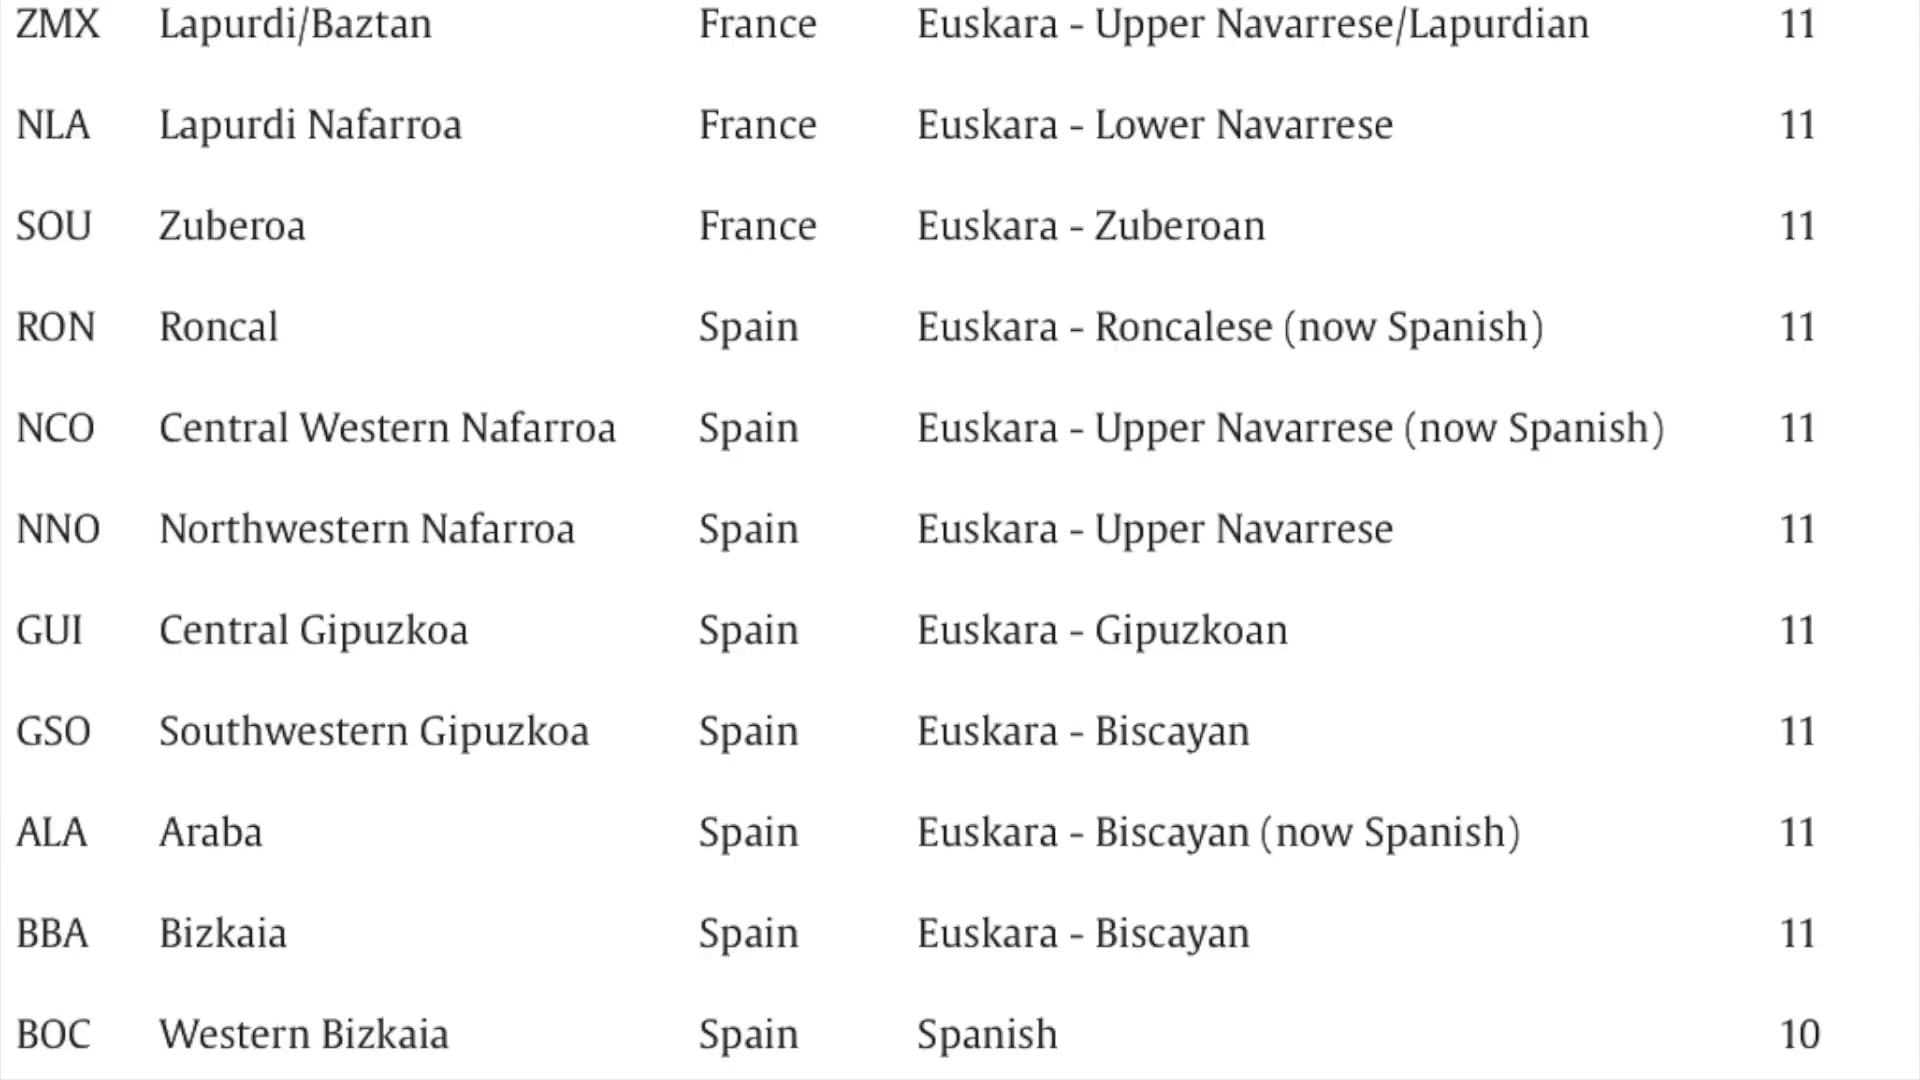 ZMX Lapurdi/Baztan France Euskara - Upper Navarrese/Lapurdian 11
NLA Lapurdi Nafarroa France Euskara - Lower Navarrese 11
SOU Zuberoa France Euskara - Zuberoan 11
RON Roncal Spain Euskara - Roncalese (now Spanish) 11
NCO Central Western Nafarroa Spain Euskara - Upper Navarrese (now Spanish) 11
NNO Northwestern Nafarroa Spain Euskara - Upper Navarrese 11
GUI Central Gipuzkoa Spain Euskara - Gipuzkoan 11
GSO Southwestern Gipuzkoa Spain Euskara - Biscayan 11
ALA Araba Spain Euskara - Biscayan (now Spanish) 11
BBA Bizkaia Spain Euskara - Biscayan 11
BOC Western Bizkaia Spain Spanish 10